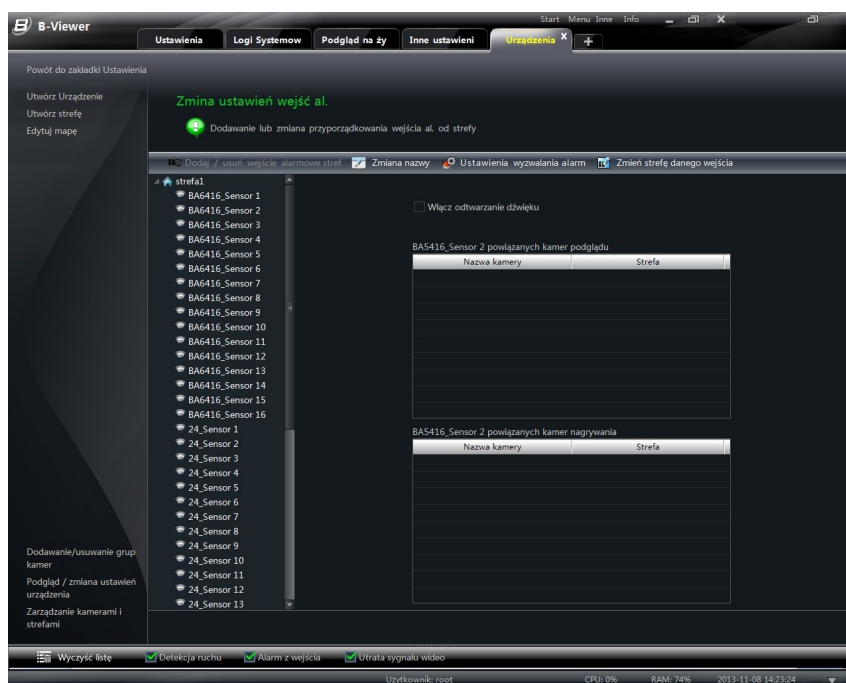 B-Viewer
Start Menu Inne Info
Ustawienia
Logi Systemow
Podgląd na ży
Inne ustawieni
Urządzenia X
Powót do zakładki Ustawienia
Utwórz Urządzenie
Utwórz strefę
Edytuj mapę
Zmina ustawień wejść al.
Dodawanie lub zmiana przyporządkowania wejścia al. od strefy
Dodaj / usuń wejście alarmowe stref
Zmiana nazwy
Ustawienia wyzwalania alarm
Zmień strefę danego wejścia
strefa1
BA6416_Sensor 1
BA6416_Sensor 2
BA6416_Sensor 3
BA6416_Sensor 4
BA6416_Sensor 5
BA6416_Sensor 6
BA6416_Sensor 7
BA6416_Sensor 8
BA6416_Sensor 9
BA6416_Sensor 10
BA6416_Sensor 11
BA6416_Sensor 12
BA6416_Sensor 13
BA6416_Sensor 14
BA6416_Sensor 15
BA6416_Sensor 16
24_Sensor 1
24_Sensor 2
24_Sensor 3
24_Sensor 4
24_Sensor 5
24_Sensor 6
24_Sensor 7
24_Sensor 8
24_Sensor 9
24_Sensor 10
24_Sensor 11
24_Sensor 12
24_Sensor 13
Włącz odtwarzanie dźwięku
BA5416_Sensor 2 powiązanych kamer podglądu
Nazwa kamery
Strefa
BA5416_Sensor 2 powiązanych kamer nagrywania
Nazwa kamery
Strefa
Dodawanie/usuwanie grup
kamer
Podgląd / zmiana ustawień
urządzenia
Zarządzanie kamerami i
strefami
Wyczyść listę
Detekcja ruchu
Alarm z wejścia
Utrata sygnału wideo
Użytkownik: root
CPU: 0%
RAM: 74%
2013-11-08 14:23:24